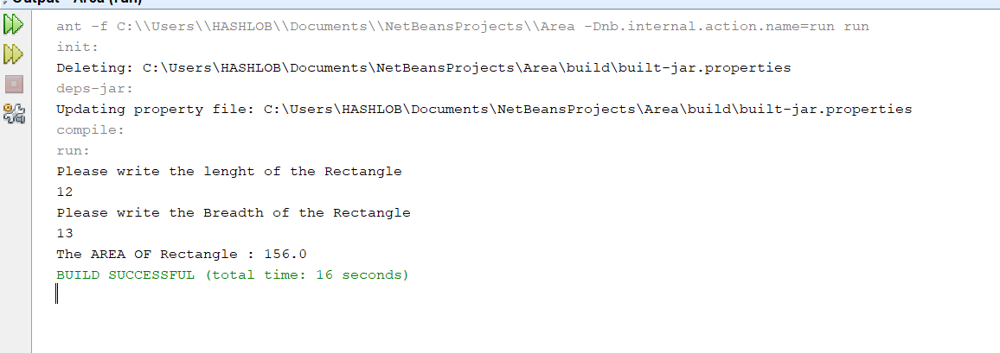 Output - Area (run)
ant -f C:\\Users\\HASHLOB\\Documents\\NetBeansProjects\\Area -Dnb.internal.action.name=run run
init:
Deleting: C:\Users\HASHLOB\Documents\NetBeansProjects\Area\build\built-jar.properties
deps-jar:
Updating property file: C:\Users\HASHLOB\Documents\NetBeansProjects\Area\build\built-jar.properties
compile:
run:
Please write the lenght of the Rectangle
12
Please write the Breadth of the Rectangle
13
The AREA OF Rectangle : 156.0
BUILD SUCCESSFUL (total time: 16 seconds)